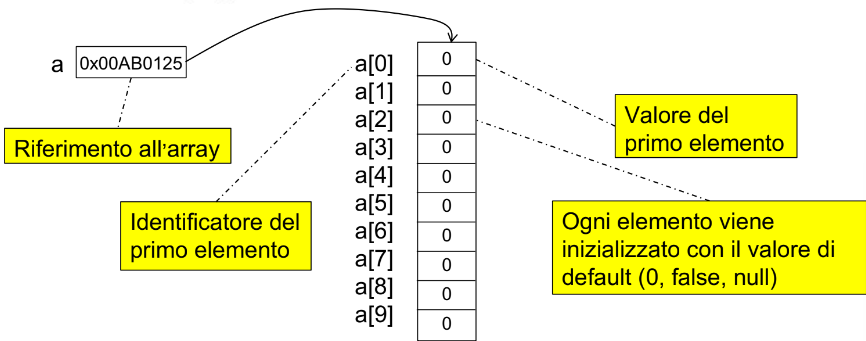 a 0x00AB0125
Riferimento all'array
Identificatore del
primo elemento
a[0] 0
a[1] 0
a[2] 0
a[3] 0
a[4] 0
a[5] 0
a[6] 0
a[7] 0
a[8] 0
a[9] 0
Valore del
primo elemento
Ogni elemento viene
inizializzato con il valore di
default (0, false, null)